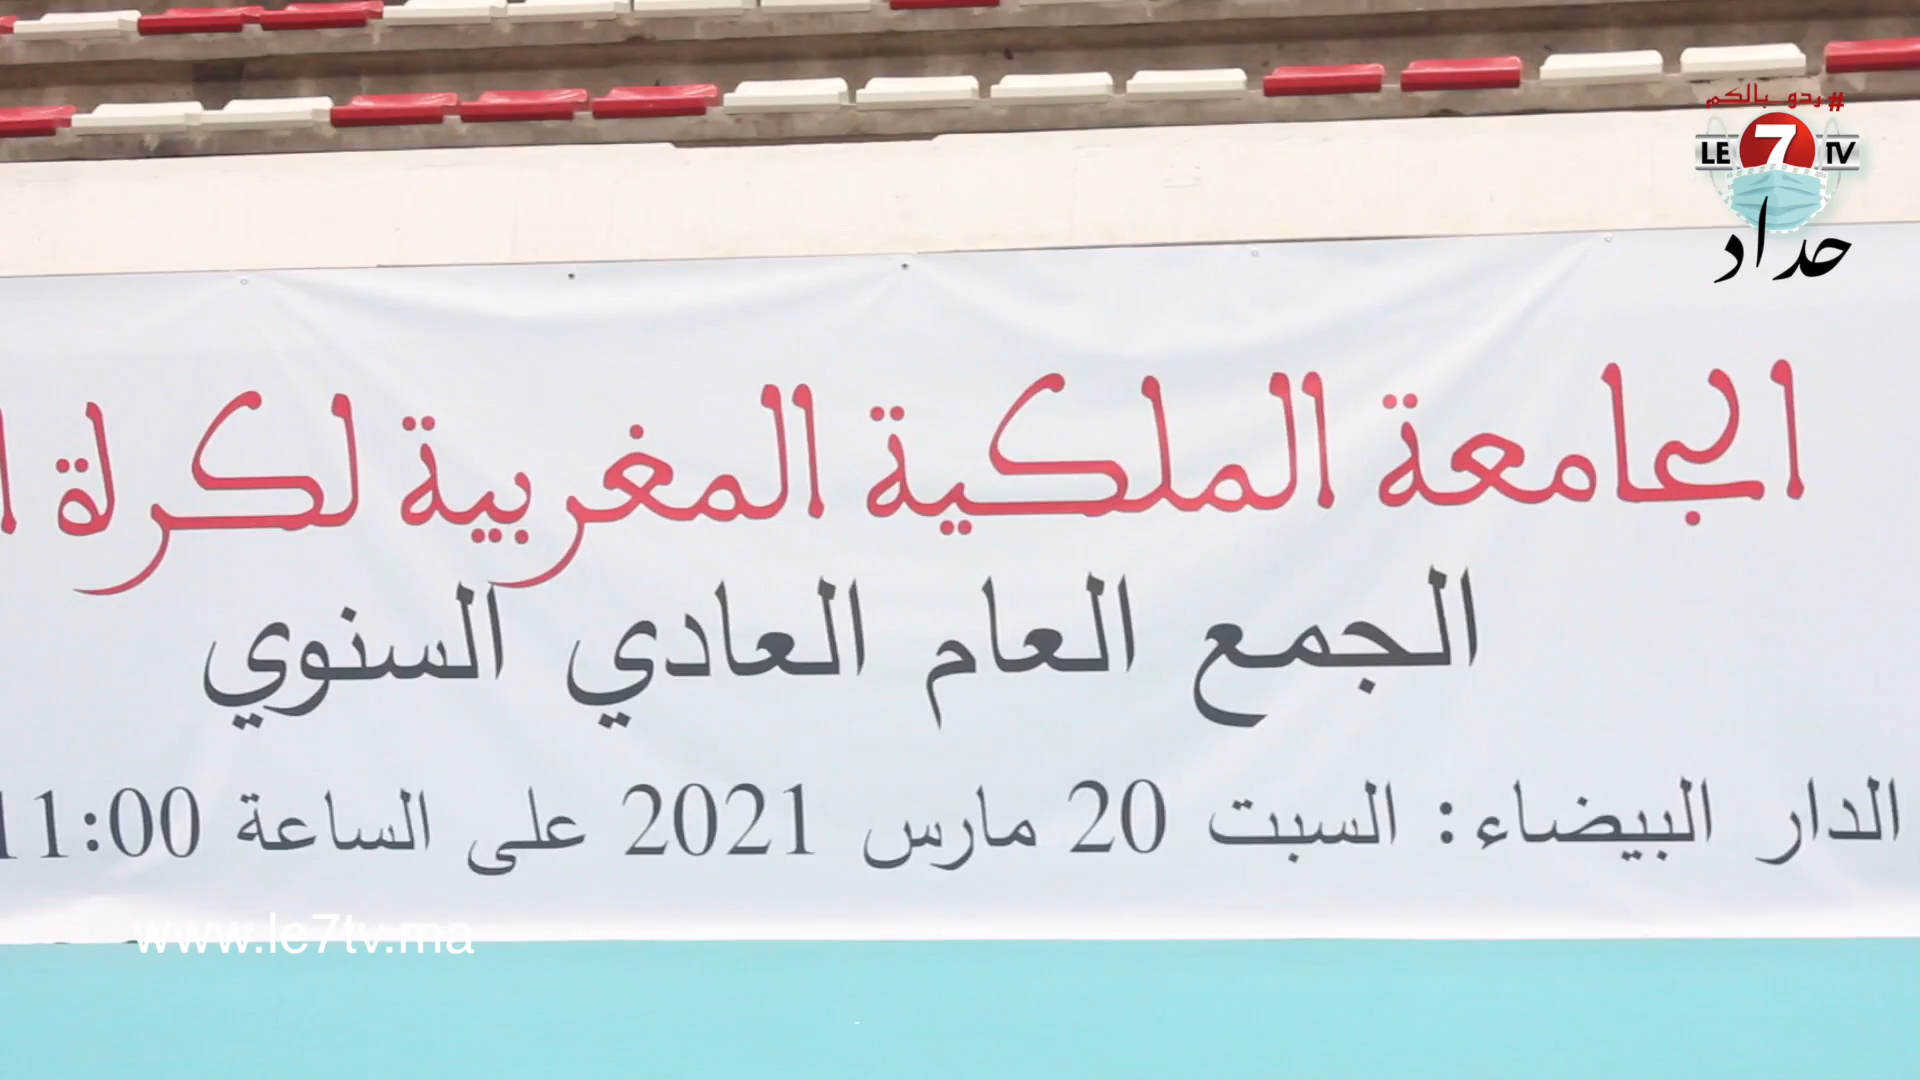 #ردو بالكم
LE 7 TV
حداد
الجامعة الملكية المغربية لكرة
الجمع العام العادي السنوي
الدار البيضاء: السبت 20 مارس 2021 على الساعة 11:00
www.le7tv.ma